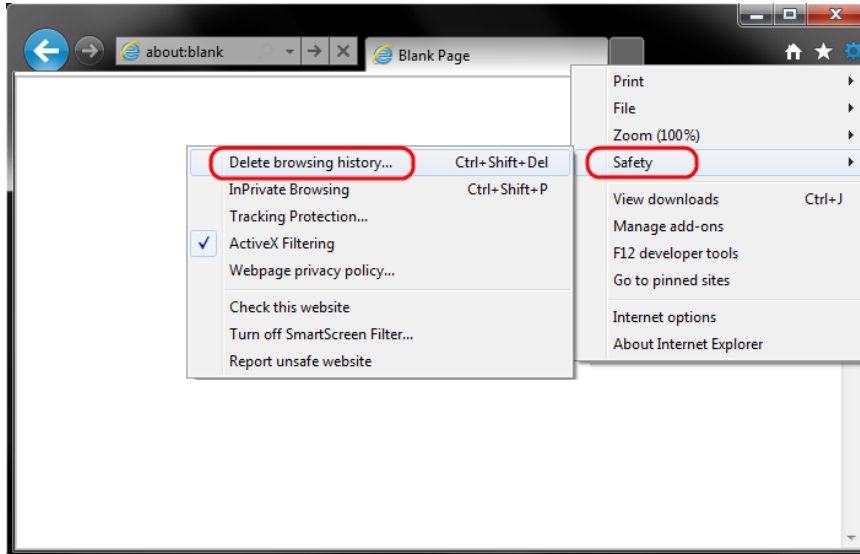 about:blank
Blank Page
Print
File
Zoom (100%)
Safety
View downloads Ctrl+J
Manage add-ons
F12 developer tools
Go to pinned sites
Internet options
About Internet Explorer
Delete browsing history... Ctrl+Shift+Del
InPrivate Browsing Ctrl+Shift+P
Tracking Protection...
ActiveX Filtering
Webpage privacy policy...
Check this website
Turn off SmartScreen Filter...
Report unsafe website